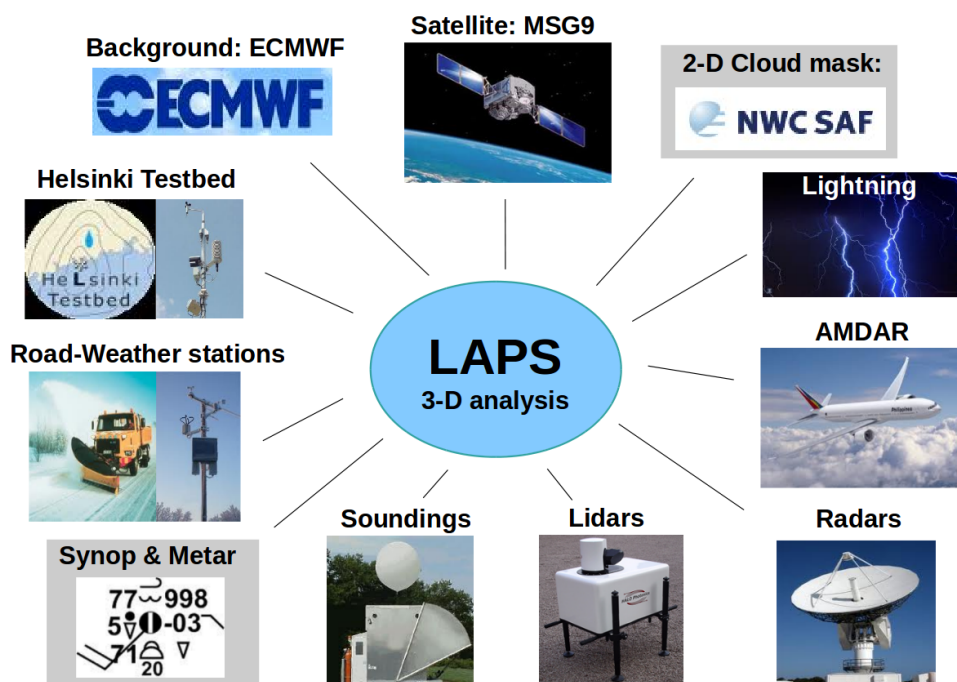 Satellite: MSG9
Background: ECMWF
ECMWF
2-D Cloud mask:
NWC SAF
Helsinki Testbed
HeLsinki
Testbed
Lightning
Road-Weather stations
LAPS
3-D analysis
AMDAR
Philippines
Synop & Metar
77 998
5 -03
71
20
Soundings
Lidars
Radars